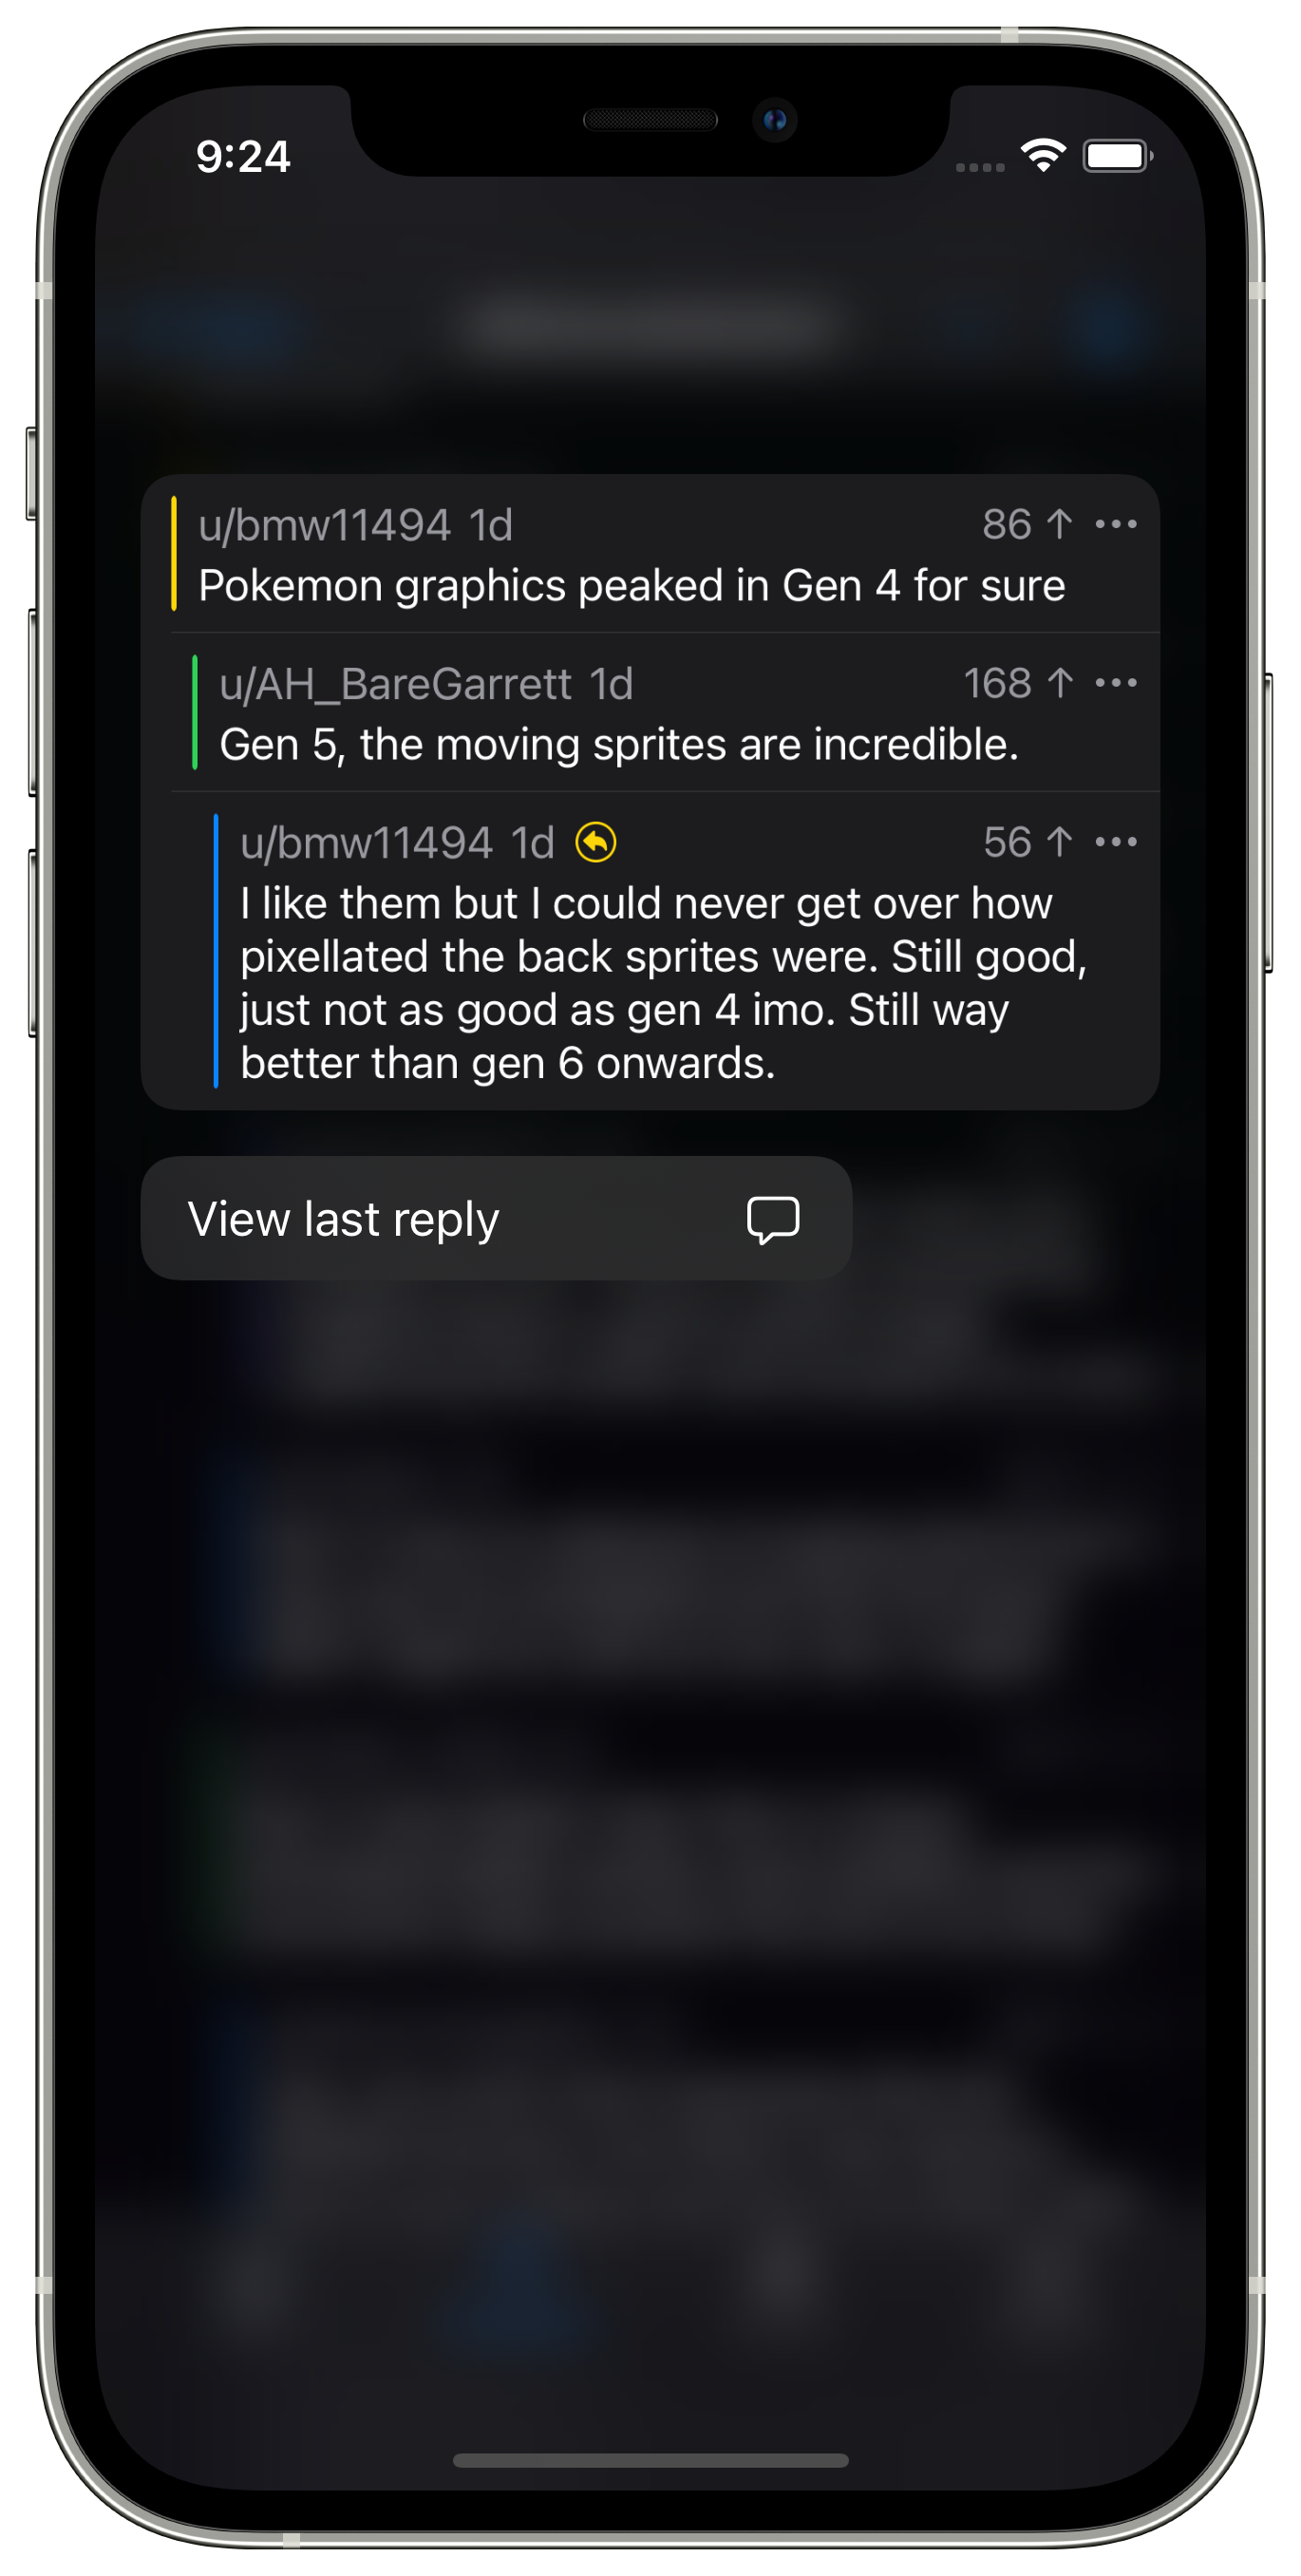 9:24
u/bmw11494 1d 86 ↑ •••
Pokemon graphics peaked in Gen 4 for sure
u/AH_BareGarrett 1d 168 ↑ •••
Gen 5, the moving sprites are incredible.
u/bmw11494 1d 56 ↑ •••
I like them but I could never get over how
pixellated the back sprites were. Still good,
just not as good as gen 4 imo. Still way
better than gen 6 onwards.
View last reply